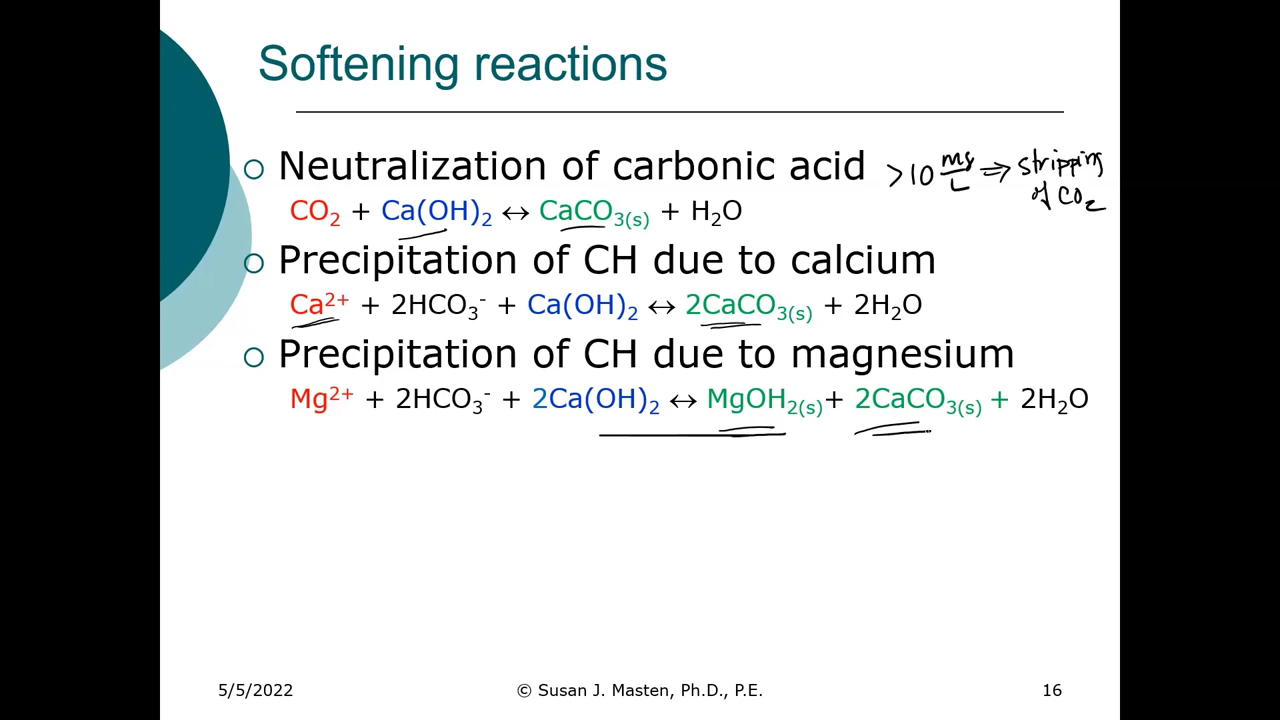 Softening reactions
Neutralization of carbonic acid >10 mg/L ⇒ stripping of CO₂
CO₂ + Ca(OH)₂ ↔ CaCO₃(s) + H₂O
Precipitation of CH due to calcium
Ca²⁺ + 2HCO₃⁻ + Ca(OH)₂ ↔ 2CaCO₃(s) + 2H₂O
Precipitation of CH due to magnesium
Mg²⁺ + 2HCO₃⁻ + 2Ca(OH)₂ ↔ MgOH₂(s)+ 2CaCO₃(s) + 2H₂O
5/5/2022 © Susan J. Masten, Ph.D., P.E. 16